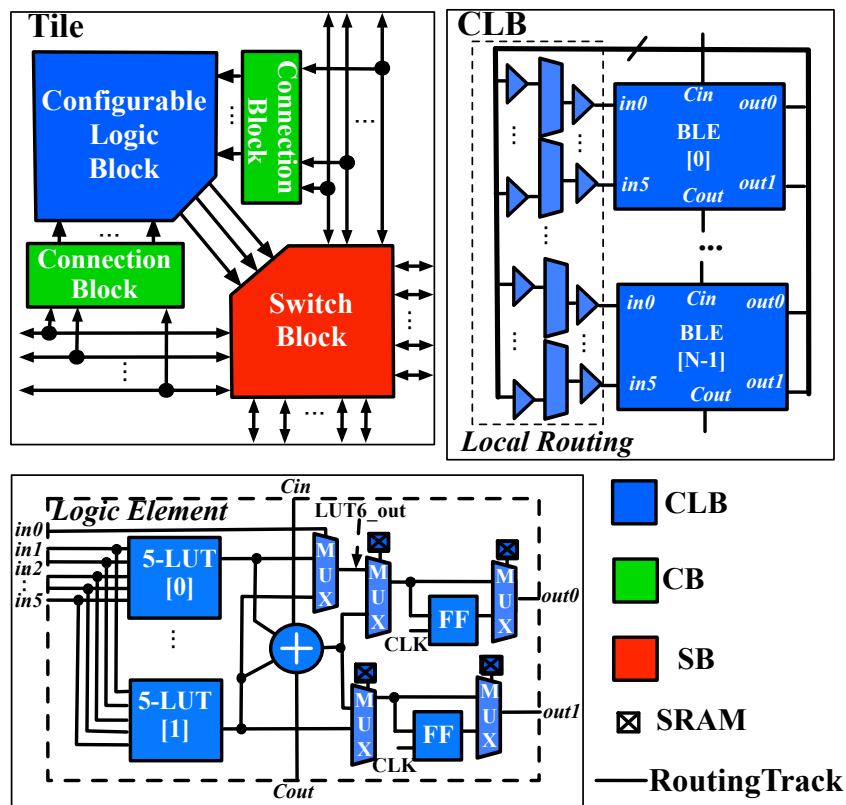 Tile
Configurable
Logic
Block
...
Connection
Block
...
...
Connection
Block
Switch
Block
...
...
...
CLB
in0
Cin
out0
BLE
[0]
in5
Cout
out1
...
...
...
...
in0
Cin
out0
BLE
[N-1]
in5
Cout
out1
...
...
Local Routing
Logic Element
Cin
LUT6_out
in0
in1
in2
...
in5
5-LUT
[0]
...
5-LUT
[1]
MUX
MUX
FF
CLK
MUX
out0
MUX
FF
CLK
MUX
out1
Cout
CLB
CB
SB
SRAM
RoutingTrack